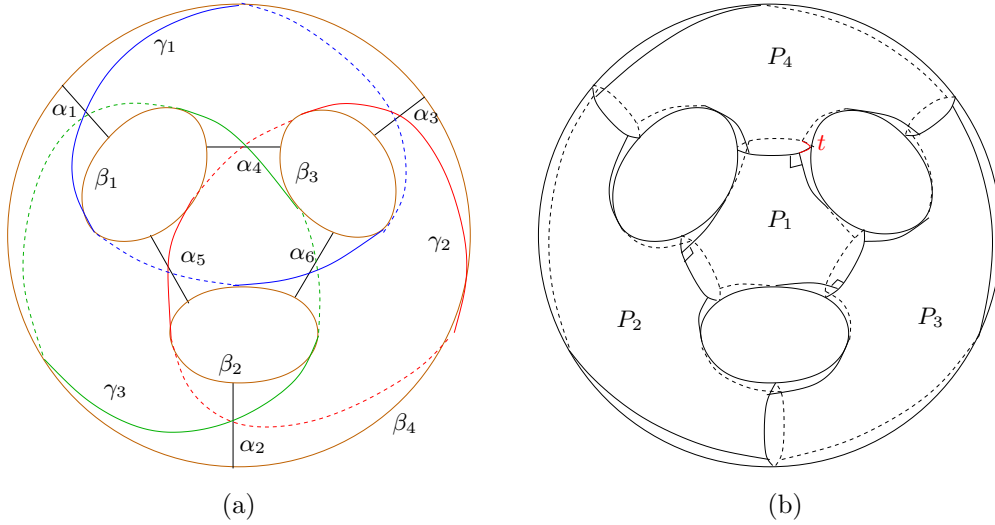 γ₁
α₁
α₃
α₄
β₁
β₃
γ₂
α₅
α₆
β₂
γ₃
β₄
α₂
(a)
P₄
t
P₁
P₂
P₃
(b)